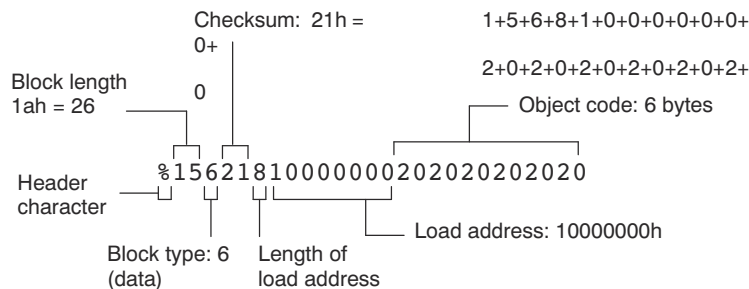 Checksum: 21h = 1+5+6+8+1+0+0+0+0+0+0+
0+
2+0+2+0+2+0+2+0+2+0+2+
0
Block length
1ah = 26
Object code: 6 bytes
%15621810000000202020202020
Header
character
Load address: 10000000h
Block type: 6
(data)
Length of
load address